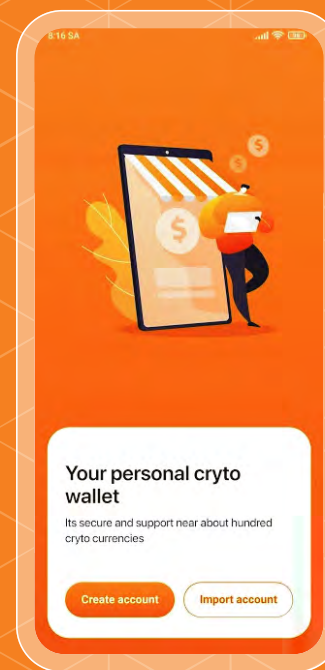 8:16 SA
$
$
$
Your personal cryto
wallet
Its secure and support near about hundred
cryto currencies
Create account
Import account